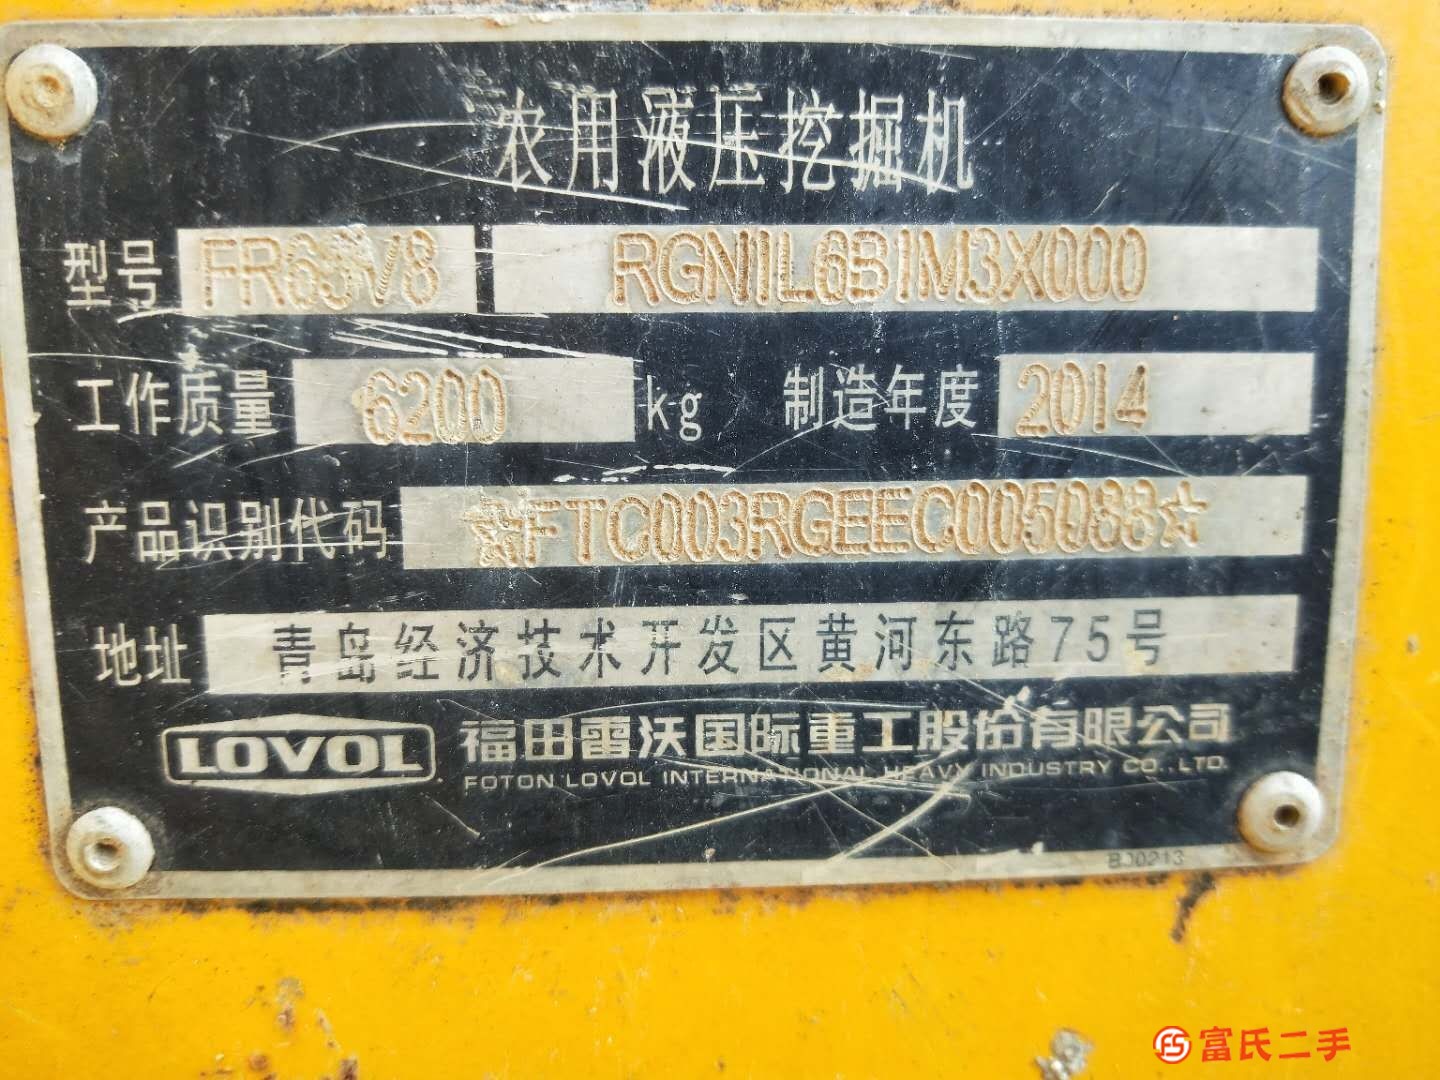 农用液压挖掘机
型号 FR65V8 RGN1L6B1M3X000
工作质量 6200 kg 制造年度 2014
产品识别代码 ☆FTC003RGEEC005088☆
地址 青岛经济技术开发区黄河东路75号
LOVOL 福田雷沃国际重工股份有限公司
FOTON LOVOL INTERNATIONAL HEAVY INDUSTRY CO.,LTD.
BJ0213
FS 富氏二手